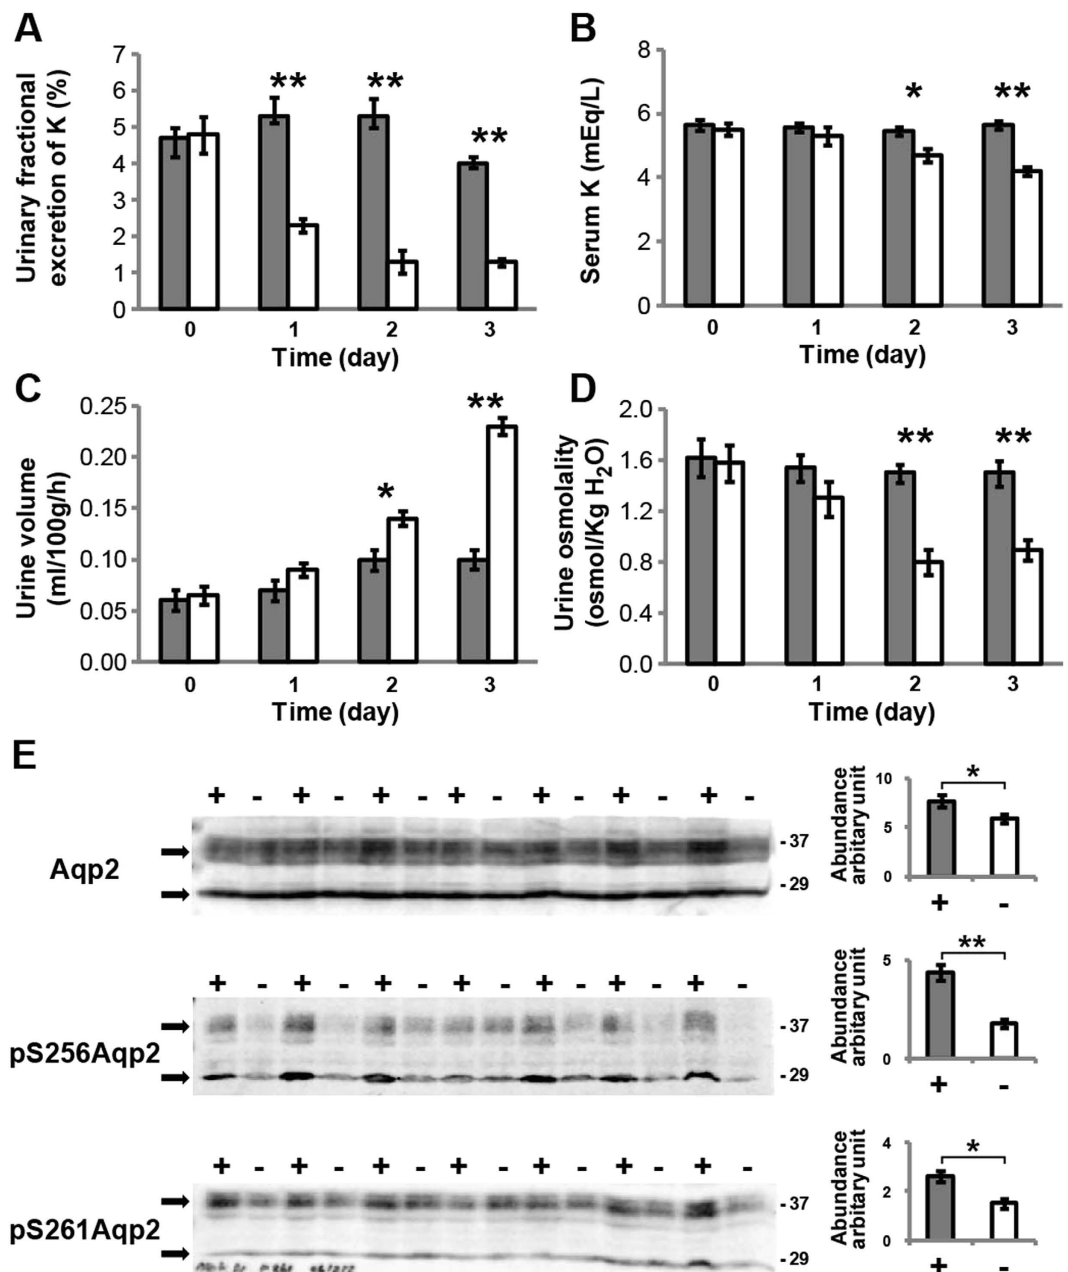 A
Urinary fractional
excretion of K (%)
7
6
5
4
3
2
1
0
** ** **
0 1 2 3
Time (day)
B
Serum K (mEq/L)
8
6
4
2
0
* **
0 1 2 3
Time (day)
C
Urine volume
(ml/100g/h)
0.25
0.20
0.15
0.10
0.05
0.00
* **
0 1 2 3
Time (day)
D
Urine osmolality
(osmol/Kg H2O)
2.0
1.6
1.2
0.8
0.4
0.0
** **
0 1 2 3
Time (day)
E
+ - + - + - + - + - + - + -
Aqp2
- 37
- 29
Abundance
arbitary unit
10
5
0
*
+ -
+ - + - + - + - + - + - + -
pS256Aqp2
- 37
- 29
Abundance
arbitary unit
5
0
**
+ -
+ - + - + - + - + - + - + -
pS261Aqp2
- 37
- 29
Abundance
arbitary unit
4
2
0
*
+ -